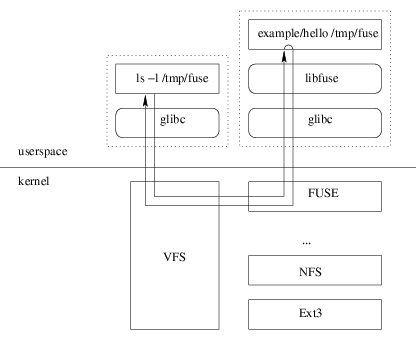 example/hello /tmp/fuse
ls –l /tmp/fuse
libfuse
glibc
glibc
userspace
kernel
FUSE
...
VFS
NFS
Ext3